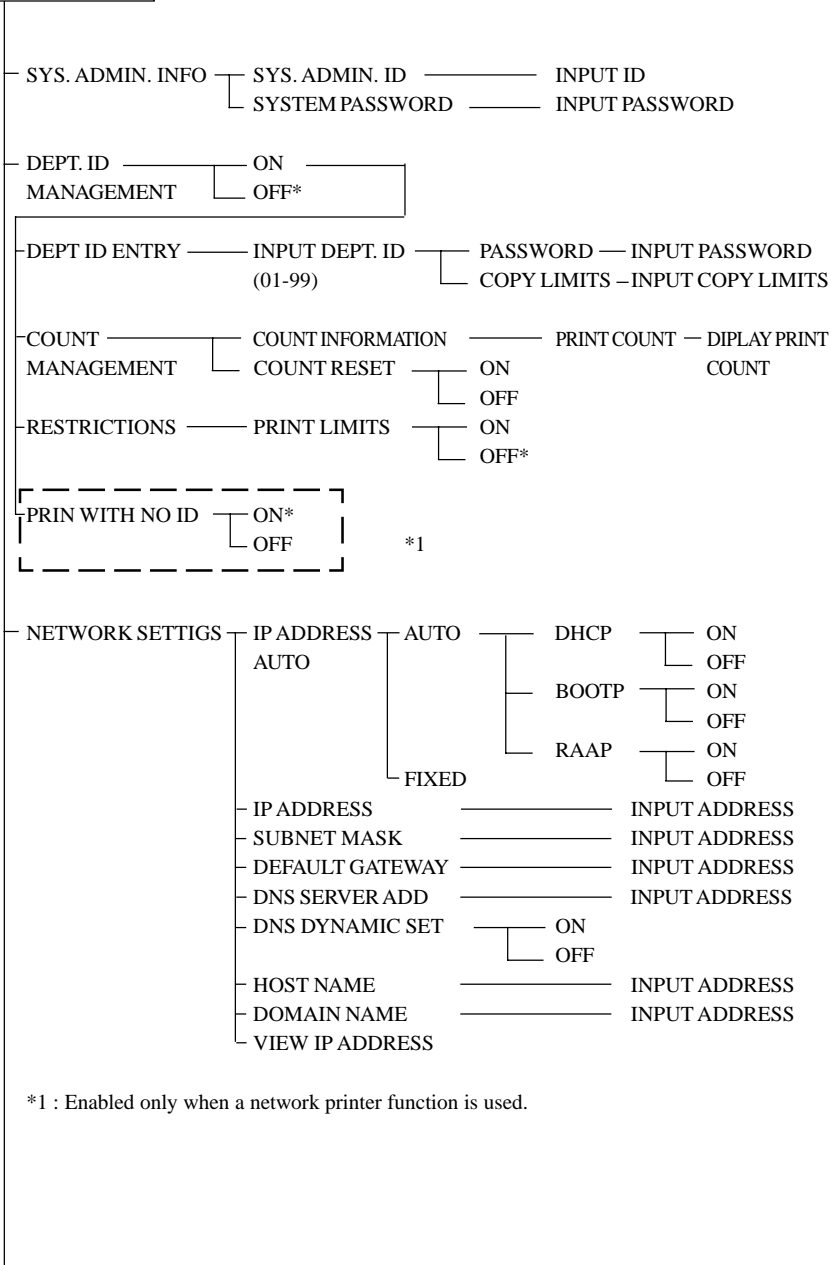 SYS. ADMIN. INFO SYS. ADMIN. ID INPUT ID
SYSTEM PASSWORD INPUT PASSWORD
DEPT. ID ON
MANAGEMENT OFF*
DEPT ID ENTRY INPUT DEPT. ID PASSWORD INPUT PASSWORD
(01-99) COPY LIMITS INPUT COPY LIMITS
COUNT COUNT INFORMATION PRINT COUNT DIPLAY PRINT
MANAGEMENT COUNT RESET ON COUNT
OFF
RESTRICTIONS PRINT LIMITS ON
OFF*
PRIN WITH NO ID ON*
OFF *1
NETWORK SETTIGS IP ADDRESS AUTO DHCP ON
AUTO OFF
BOOTP ON
OFF
RAAP ON
FIXED OFF
IP ADDRESS INPUT ADDRESS
SUBNET MASK INPUT ADDRESS
DEFAULT GATEWAY INPUT ADDRESS
DNS SERVER ADD INPUT ADDRESS
DNS DYNAMIC SET ON
OFF
HOST NAME INPUT ADDRESS
DOMAIN NAME INPUT ADDRESS
VIEW IP ADDRESS
*1 : Enabled only when a network printer function is used.